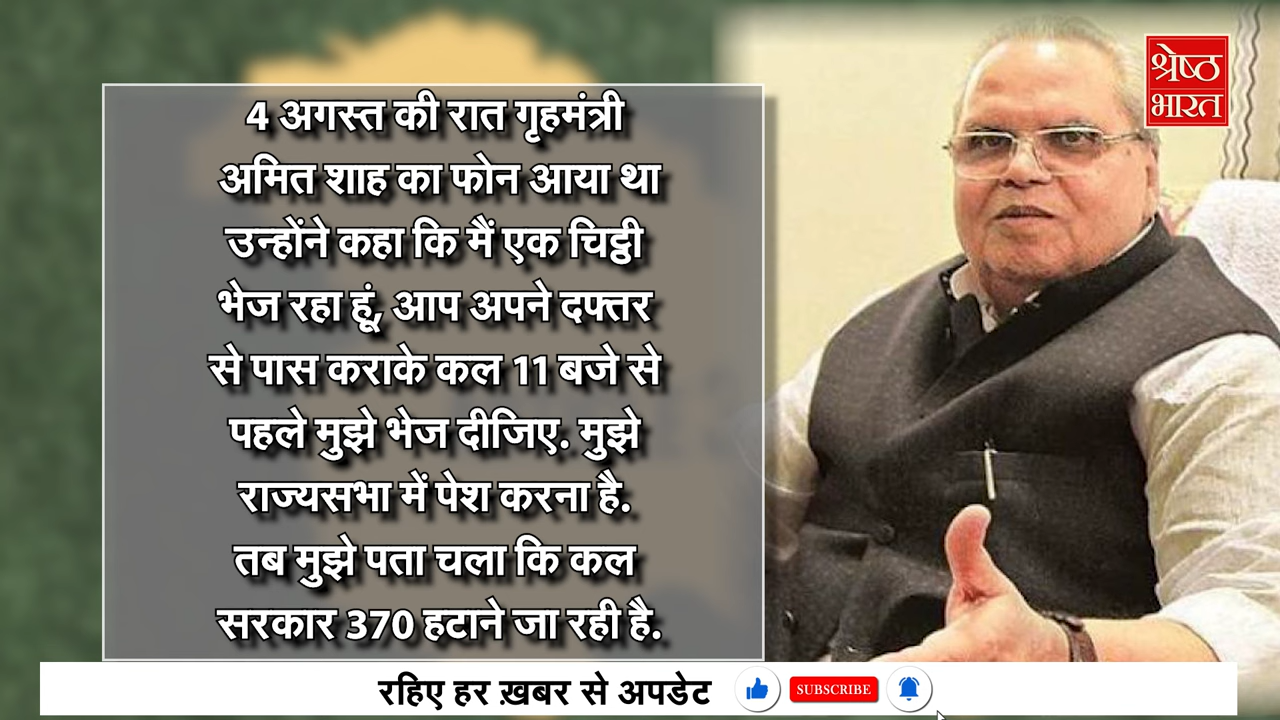 श्रेष्ठ
भारत
4 अगस्त की रात गृहमंत्री
अमित शाह का फोन आया था
उन्होंने कहा कि मैं एक चिट्ठी
भेज रहा हूं, आप अपने दफ्तर
से पास कराके कल 11 बजे से
पहले मुझे भेज दीजिए. मुझे
राज्यसभा में पेश करना है.
तब मुझे पता चला कि कल
सरकार 370 हटाने जा रही है.
रहिए हर ख़बर से अपडेट
SUBSCRIBE